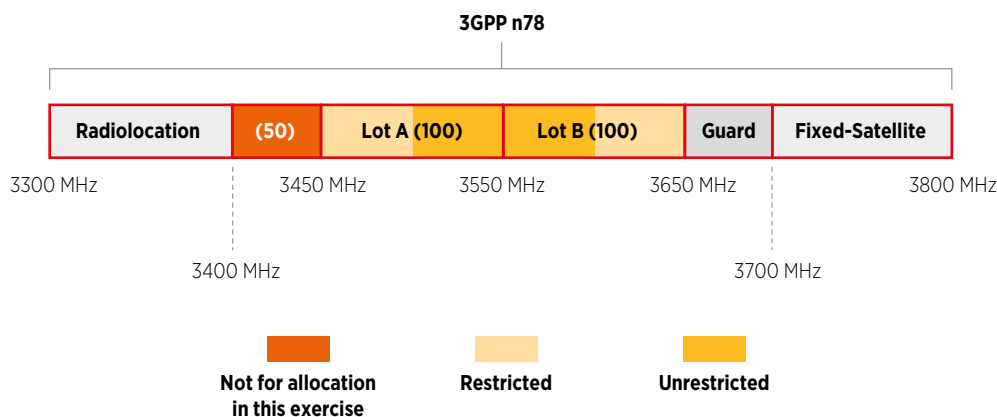 3GPP n78
Radiolocation (50) Lot A (100) Lot B (100) Guard Fixed-Satellite
3300 MHz 3450 MHz 3550 MHz 3650 MHz 3800 MHz
3400 MHz 3700 MHz
Not for allocation Restricted Unrestricted
in this exercise